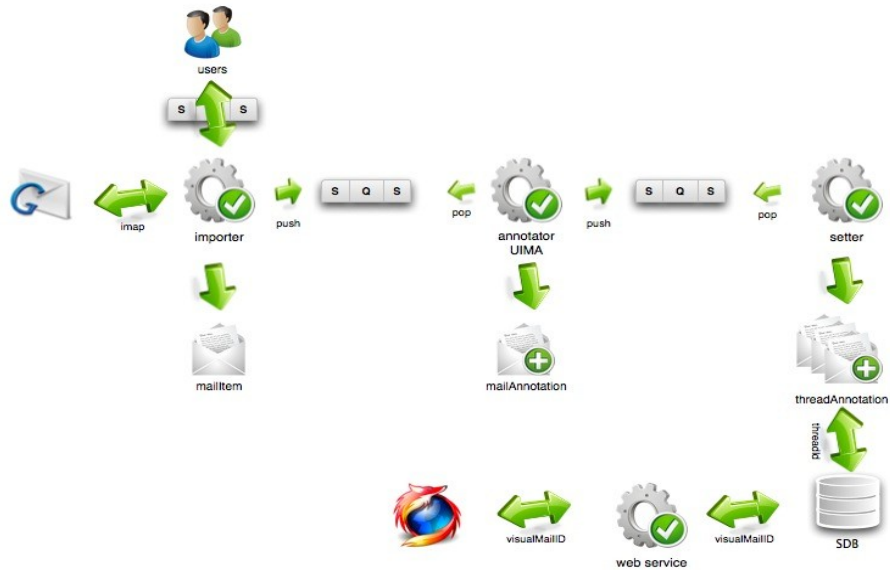 users
S S
imap
importer
push
S Q S
pop
annotator
UIMA
push
S Q S
pop
setter
mailItem
mailAnnotation
threadAnnotation
threadId
visualMailID
web service
visualMailID
SDB